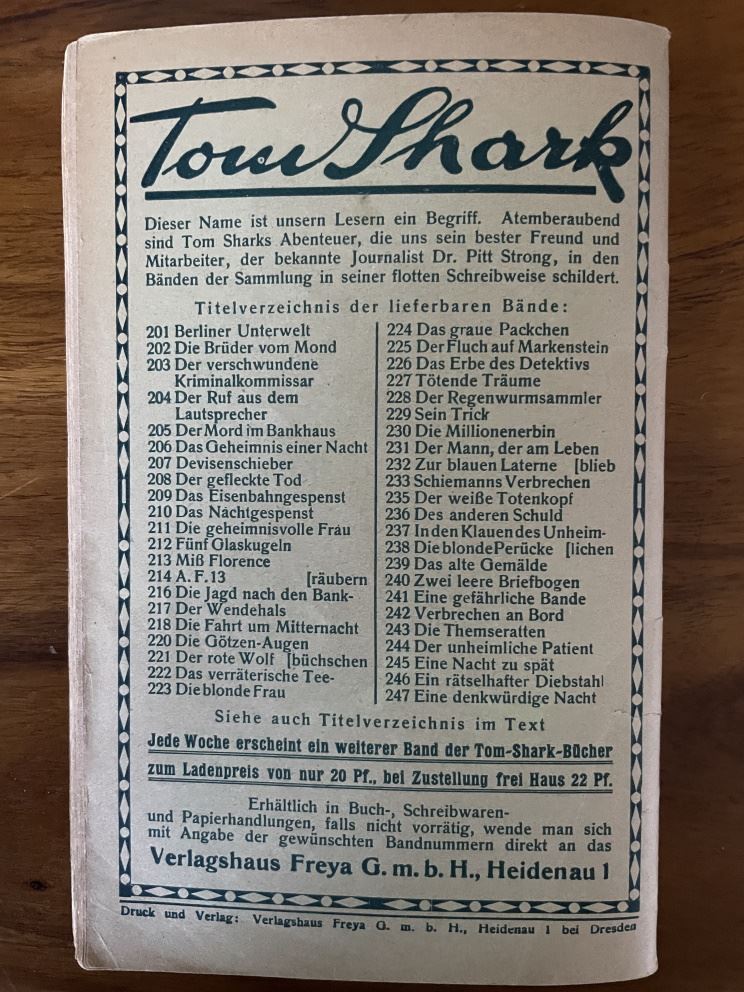 Tom Shark
Dieser Name ist unsern Lesern ein Begriff. Atemberaubend
sind Tom Sharks Abenteuer, die uns sein bester Freund und
Mitarbeiter, der bekannte Journalist Dr. Pitt Strong, in den
Bänden der Sammlung in seiner flotten Schreibweise schildert.
Titelverzeichnis der lieferbaren Bände:
201 Berliner Unterwelt
202 Die Brüder vom Mond
203 Der verschwundene
Kriminalkommissar
204 Der Ruf aus dem
Lautsprecher
205 Der Mord im Bankhaus
206 Das Geheimnis einer Nacht
207 Devisenschieber
208 Der gefleckte Tod
209 Das Eisenbahngespenst
210 Das Nachtgespenst
211 Die geheimnisvolle Frau
212 Fünf Glaskugeln
213 Miß Florence
214 A. F. 13 [räubern
216 Die Jagd nach den Bank-
217 Der Wendehals
218 Die Fahrt um Mitternacht
220 Die Götzen-Augen
221 Der rote Wolf [büchschen
222 Das verräterische Tee-
223 Die blonde Frau
224 Das graue Packchen
225 Der Fluch auf Markenstein
226 Das Erbe des Detektivs
227 Tötende Träume
228 Der Regenwurmsammler
229 Sein Trick
230 Die Millionenerbin
231 Der Mann, der am Leben
232 Zur blauen Laterne [blieb
233 Schiemanns Verbrechen
235 Der weiße Totenkopf
236 Des anderen Schuld
237 In den Klauen des Unheim-
238 Die blonde Perücke [lichen
239 Das alte Gemälde
240 Zwei leere Briefbogen
241 Eine gefährliche Bande
242 Verbrechen an Bord
243 Die Themseratten
244 Der unheimliche Patient
245 Eine Nacht zu spät
246 Ein rätselhafter Diebstahl
247 Eine denkwürdige Nacht
Siehe auch Titelverzeichnis im Text
Jede Woche erscheint ein weiterer Band der Tom-Shark-Bücher
zum Ladenpreis von nur 20 Pf., bei Zustellung frei Haus 22 Pf.
Erhältlich in Buch-, Schreibwaren-
und Papierhandlungen, falls nicht vorrätig, wende man sich
mit Angabe der gewünschten Bandnummern direkt an das
Verlagshaus Freya G. m. b. H., Heidenau 1
Druck und Verlag: Verlagshaus Freya G. m. b. H., Heidenau 1 bei Dresden